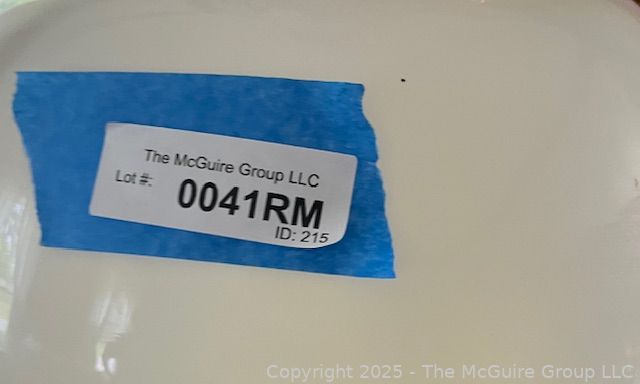 The McGuire Group LLC
Lot #:
0041RM
ID: 215
Copyright 2025 - The McGuire Group LLC